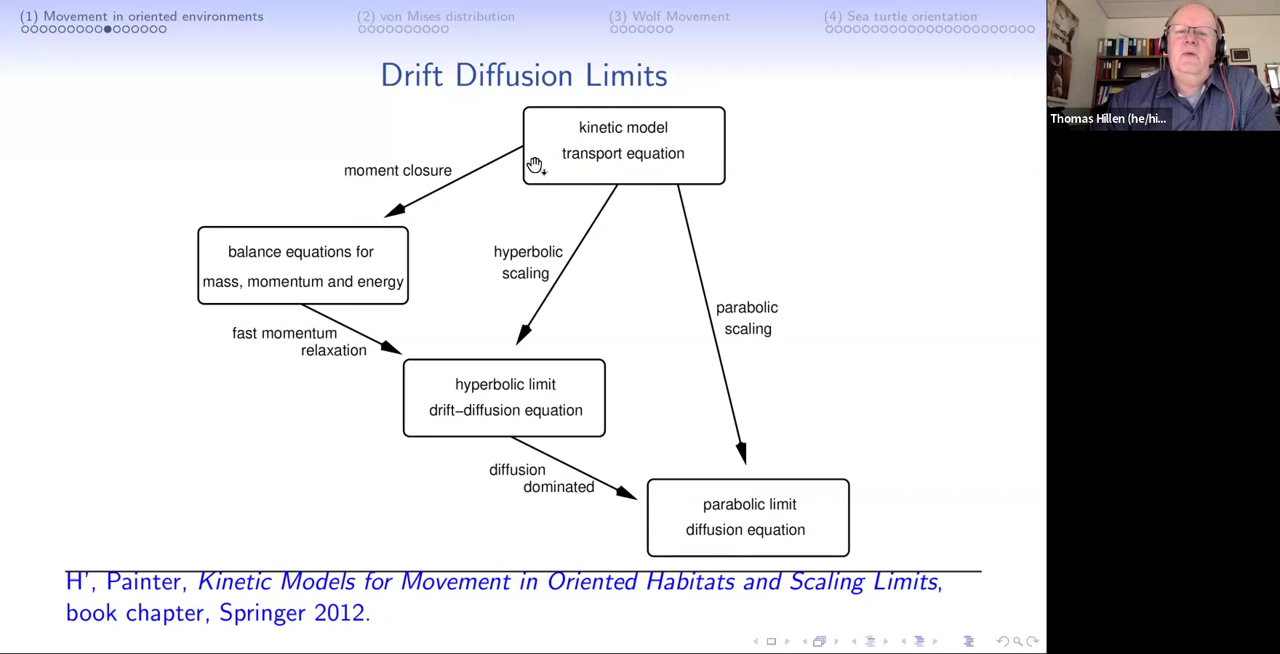 (1) Movement in oriented environments
(2) von Mises distribution
(3) Wolf Movement
(4) Sea turtle orientation
Drift Diffusion Limits
kinetic model
transport equation
moment closure
balance equations for
mass, momentum and energy
hyperbolic
scaling
parabolic
scaling
fast momentum
relaxation
hyperbolic limit
drift–diffusion equation
diffusion
dominated
parabolic limit
diffusion equation
H', Painter, Kinetic Models for Movement in Oriented Habitats and Scaling Limits,
book chapter, Springer 2012.
Thomas Hillen (he/hi...